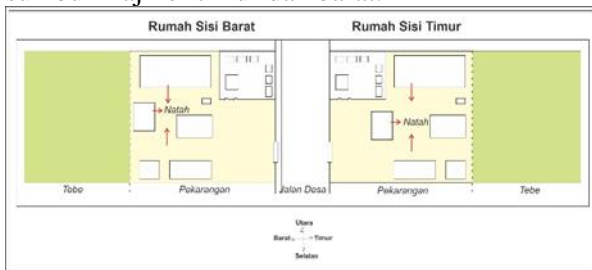 Rumah Sisi Barat
Rumah Sisi Timur
Natah
Natah
Tebe
Pekarangan
Jalan Desa
Pekarangan
Tebe
Utara
Barat
Timur
Selatan